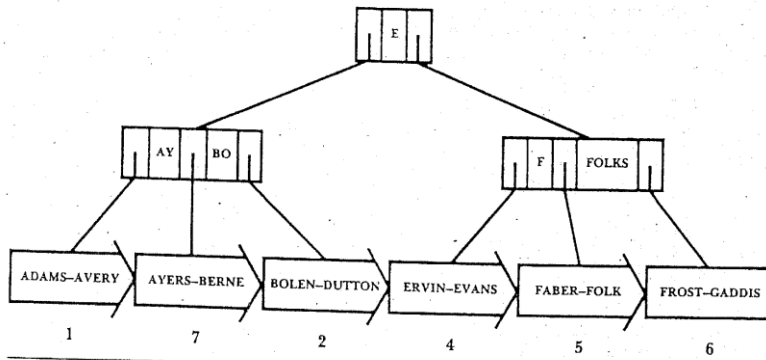 E
AY BO
F FOLKS
ADAMS–AVERY AYERS–BERNE BOLEN–DUTTON ERVIN–EVANS FABER–FOLK FROST–GADDIS
1 7 2 4 5 6